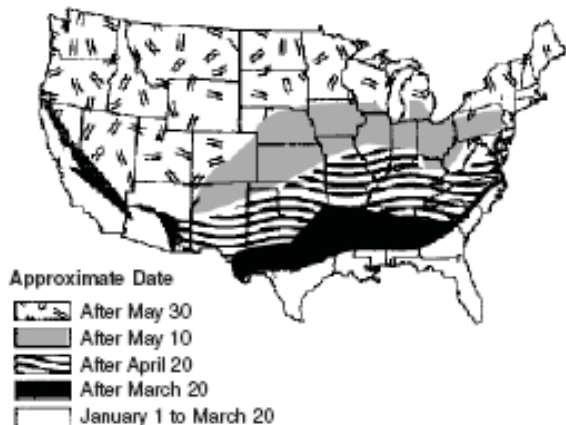 Approximate Date
After May 30
After May 10
After April 20
After March 20
January 1 to March 20